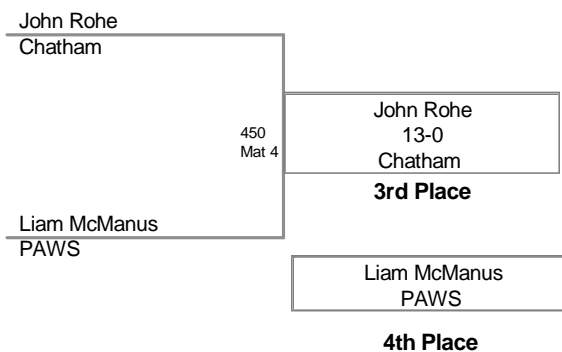 John Rohe
Chatham
450
Mat 4
John Rohe
13-0
Chatham
3rd Place
Liam McManus
PAWS
Liam McManus
PAWS
4th Place